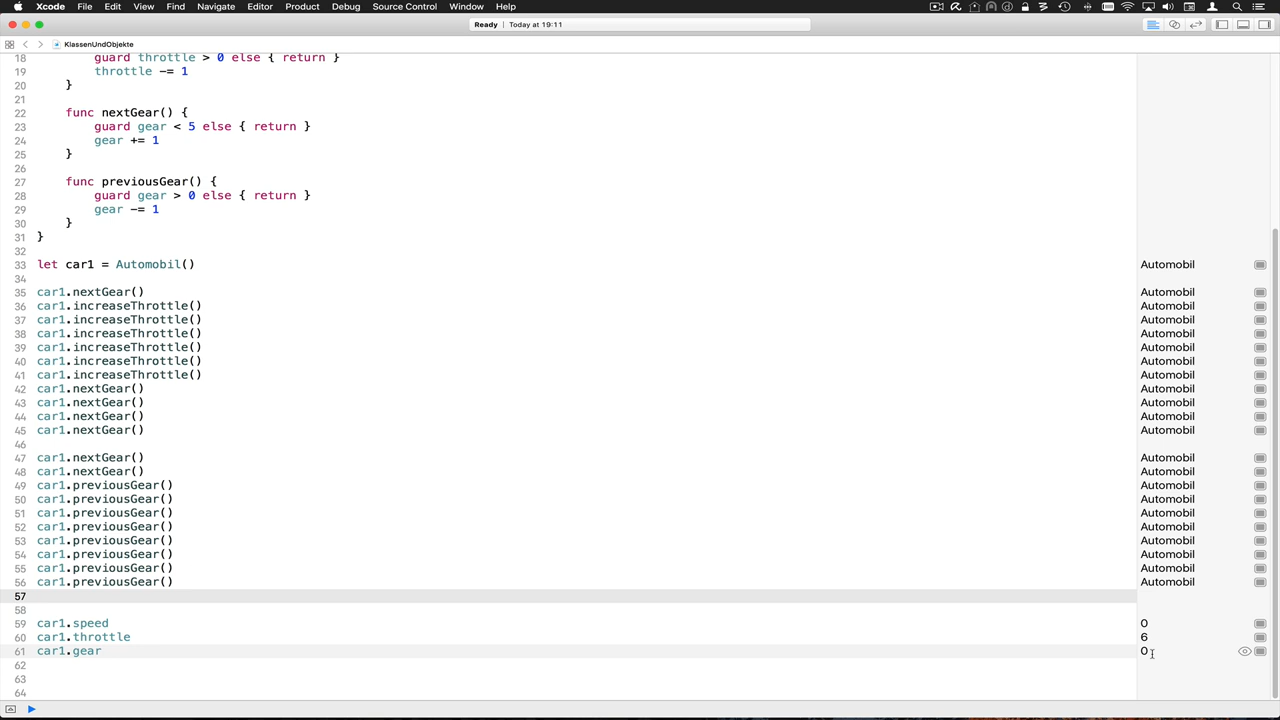 Xcode File Edit View Find Navigate Editor Product Debug Source Control Window Help
Ready Today at 19:11
KlassenUndObjekte
18 guard throttle > 0 else { return }
19 throttle -= 1
20 }
21
22 func nextGear() {
23 guard gear < 5 else { return }
24 gear += 1
25 }
26
27 func previousGear() {
28 guard gear > 0 else { return }
29 gear -= 1
30 }
31 }
32
33 let car1 = Automobil() Automobil
34
35 car1.nextGear() Automobil
36 car1.increaseThrottle() Automobil
37 car1.increaseThrottle() Automobil
38 car1.increaseThrottle() Automobil
39 car1.increaseThrottle() Automobil
40 car1.increaseThrottle() Automobil
41 car1.increaseThrottle() Automobil
42 car1.nextGear() Automobil
43 car1.nextGear() Automobil
44 car1.nextGear() Automobil
45 car1.nextGear() Automobil
46
47 car1.nextGear() Automobil
48 car1.nextGear() Automobil
49 car1.previousGear() Automobil
50 car1.previousGear() Automobil
51 car1.previousGear() Automobil
52 car1.previousGear() Automobil
53 car1.previousGear() Automobil
54 car1.previousGear() Automobil
55 car1.previousGear() Automobil
56 car1.previousGear() Automobil
57
58
59 car1.speed 0
60 car1.throttle 6
61 car1.gear 0
62
63
64